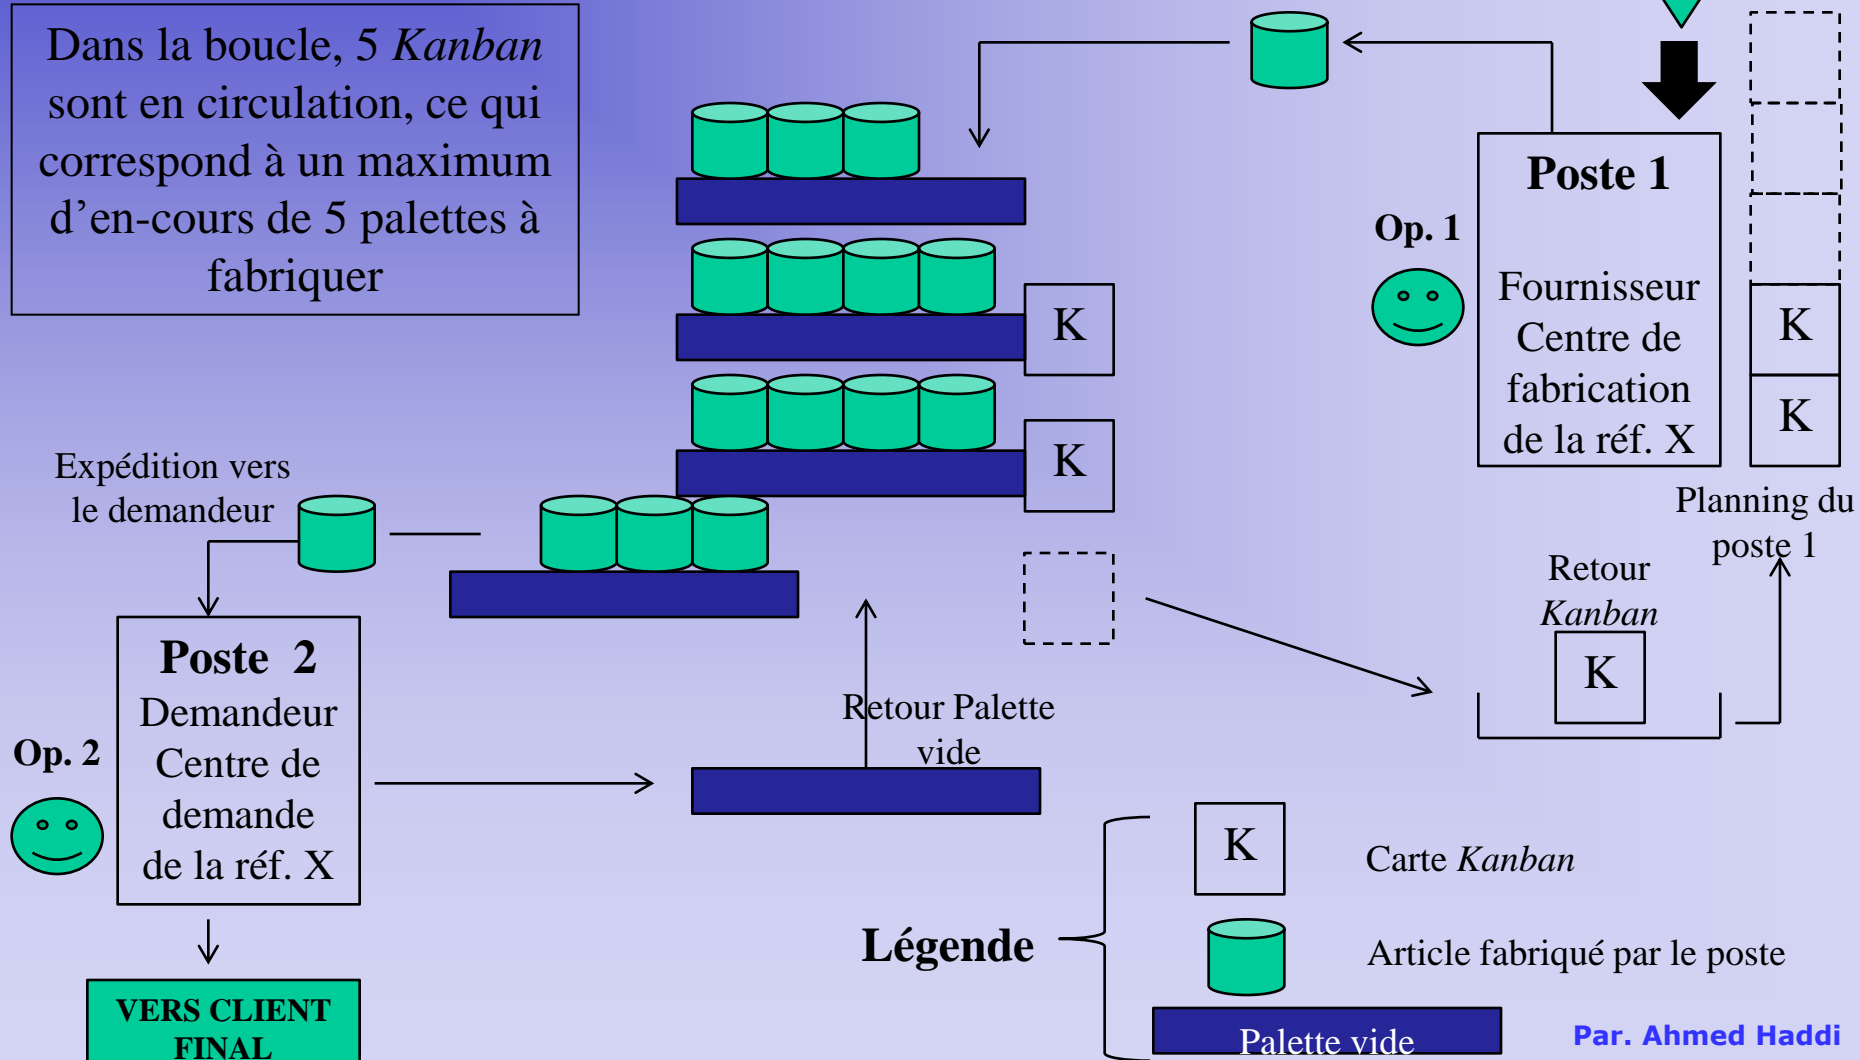 Dans la boucle, 5 Kanban
sont en circulation, ce qui
correspond à un maximum
d’en-cours de 5 palettes à
fabriquer
Poste 1
Op. 1
Fournisseur
Centre de
fabrication
de la réf. X
K
K
K
K
Planning du
poste 1
Expédition vers
le demandeur
Retour
Kanban
K
Poste 2
Demandeur
Centre de
demande
de la réf. X
Op. 2
Retour Palette
vide
VERS CLIENT
FINAL
Légende
K
Carte Kanban
Article fabriqué par le poste
Palette vide
Par. Ahmed Haddi